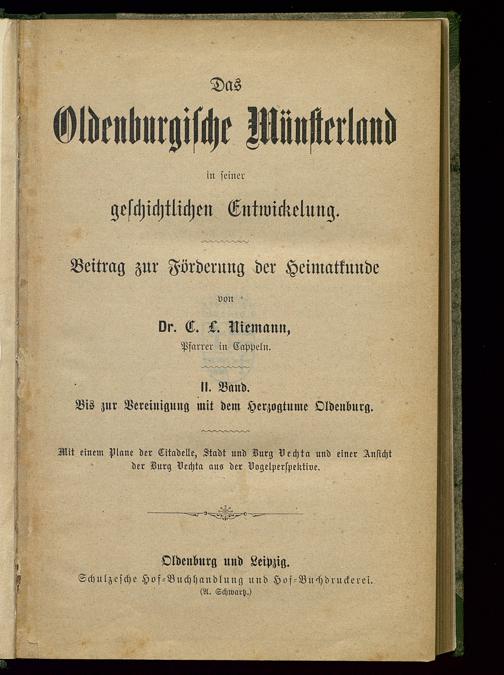 Das
Oldenburgiſche Münſterland
in ſeiner
geſchichtlichen Entwickelung.
Beitrag zur Förderung der Heimatkunde
von
Dr. C. L. Niemann,
Pfarrer in Cappeln.
II. Band.
Bis zur Vereinigung mit dem Herzogtume Oldenburg.
Mit einem Plane der Citadelle, Stadt und Burg Vechta und einer Anſicht
der Burg Vechta aus der Vogelperſpektive.
Oldenburg und Leipzig.
Schulzeſche Hof-Buchhandlung und Hof-Buchdruckerei.
(A. Schwartz.)